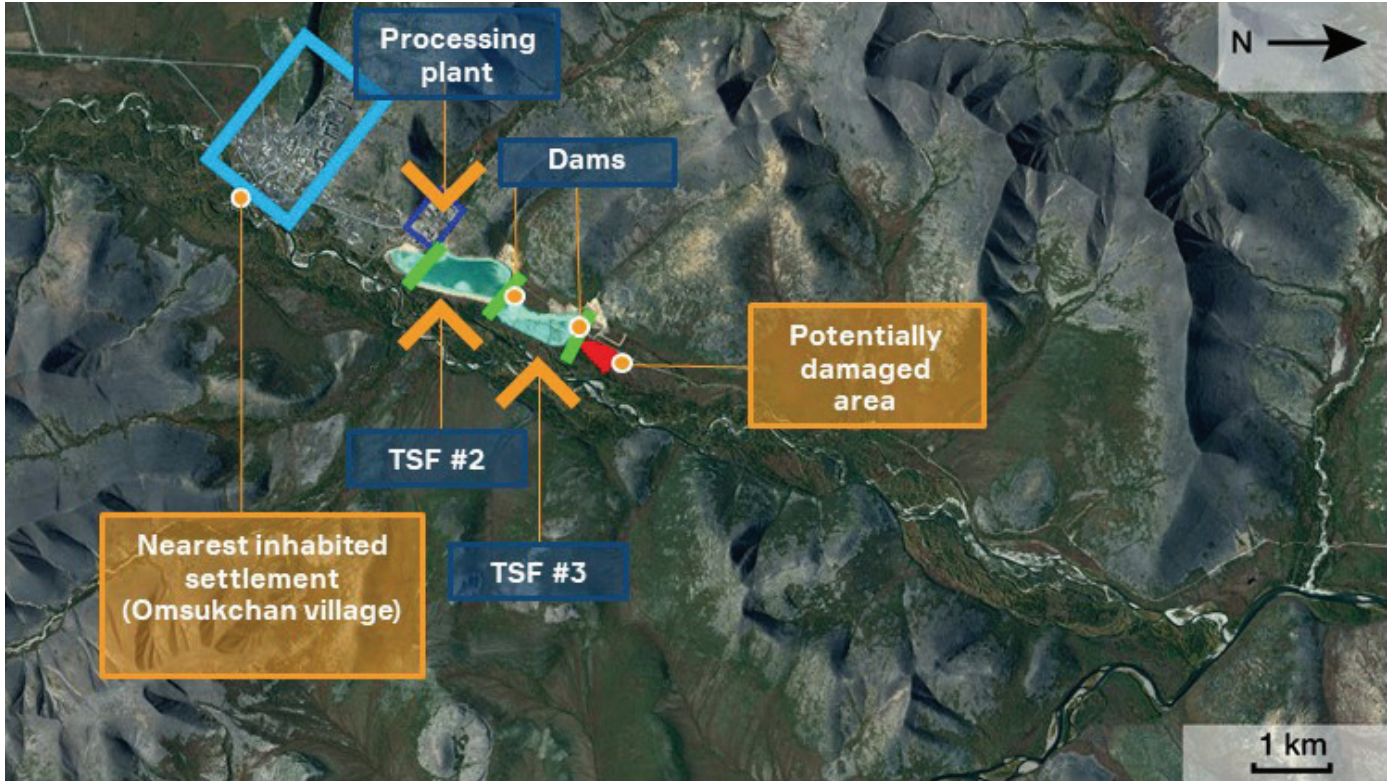 Processing
plant
N
Dams
Potentially
damaged
area
TSF #2
Nearest inhabited
settlement
(Omsukchan village)
TSF #3
1 km